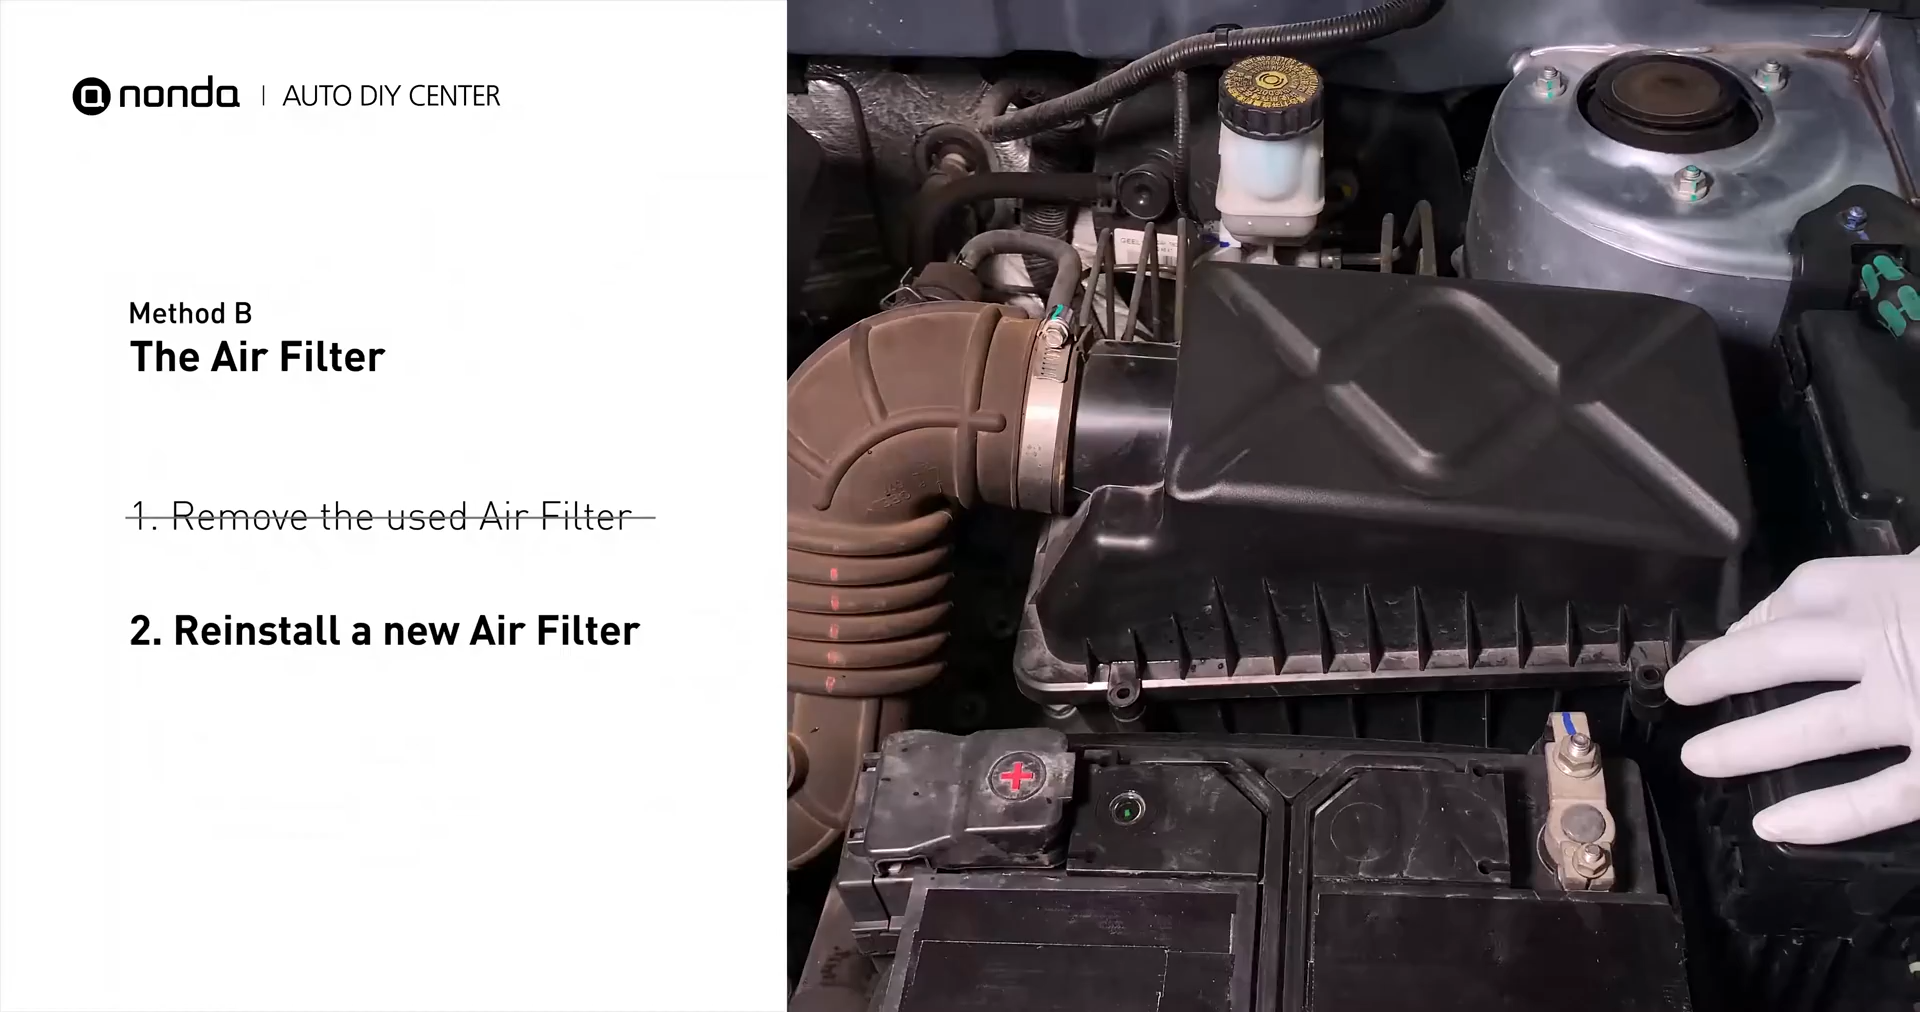 nonda | AUTO DIY CENTER
Method B
The Air Filter
1. Remove the used Air Filter
2. Reinstall a new Air Filter